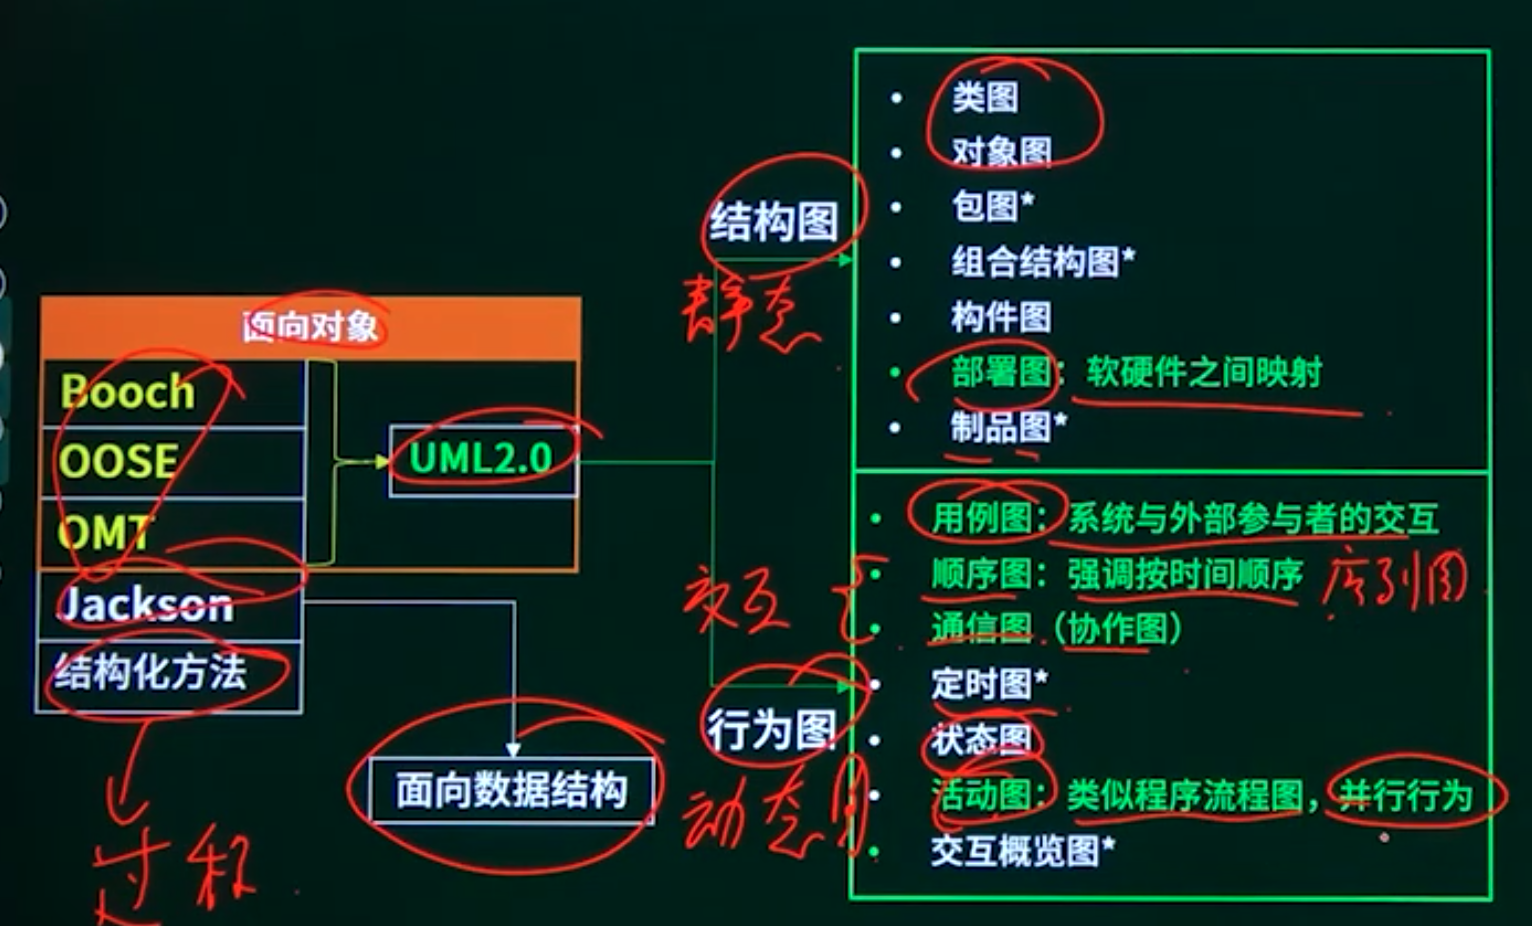 类图
对象图
包图*
组合结构图*
构件图
部署图：软硬件之间映射
制品图*
结构图
静态
面向对象
Booch
OOSE
OMT
UML2.0
Jackson
结构化方法
面向数据结构
过程
用例图：系统与外部参与者的交互
顺序图：强调按时间顺序 序列图
通信图（协作图）
定时图*
状态图
活动图：类似程序流程图，并行行为
交互概览图*
交互
行为图
动态图